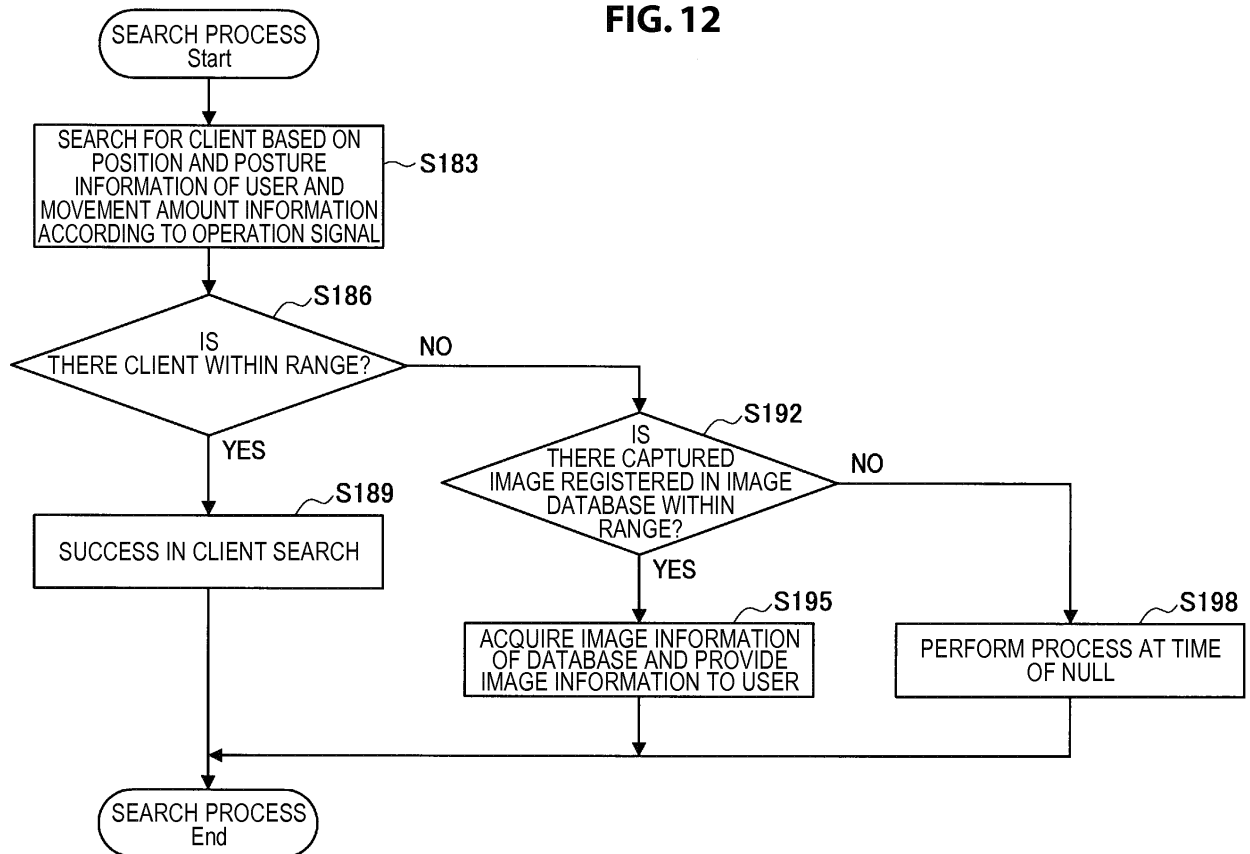 FIG. 12
SEARCH PROCESS
Start
SEARCH FOR CLIENT BASED ON
POSITION AND POSTURE
INFORMATION OF USER AND
MOVEMENT AMOUNT INFORMATION
ACCORDING TO OPERATION SIGNAL
S183
S186
IS
THERE CLIENT WITHIN RANGE?
NO
YES
S192
IS
THERE CAPTURED
IMAGE REGISTERED IN IMAGE
DATABASE WITHIN
RANGE?
NO
YES
S189
SUCCESS IN CLIENT SEARCH
S195
ACQUIRE IMAGE INFORMATION
OF DATABASE AND PROVIDE
IMAGE INFORMATION TO USER
S198
PERFORM PROCESS AT TIME
OF NULL
SEARCH PROCESS
End